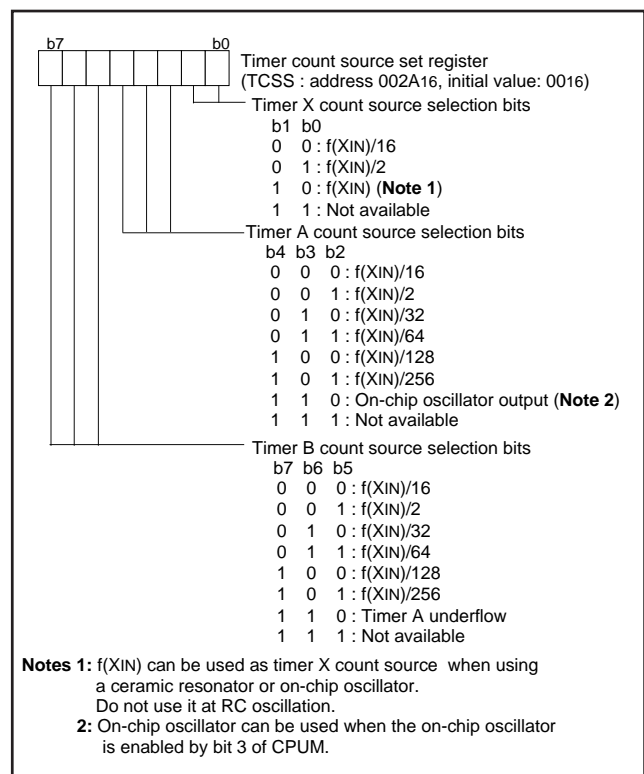 b7 b0
Timer count source set register
(TCSS : address 002A16, initial value: 0016)
Timer X count source selection bits
b1 b0
0 0 : f(XIN)/16
0 1 : f(XIN)/2
1 0 : f(XIN) (Note 1)
1 1 : Not available
Timer A count source selection bits
b4 b3 b2
0 0 0 : f(XIN)/16
0 0 1 : f(XIN)/2
0 1 0 : f(XIN)/32
0 1 1 : f(XIN)/64
1 0 0 : f(XIN)/128
1 0 1 : f(XIN)/256
1 1 0 : On-chip oscillator output (Note 2)
1 1 1 : Not available
Timer B count source selection bits
b7 b6 b5
0 0 0 : f(XIN)/16
0 0 1 : f(XIN)/2
0 1 0 : f(XIN)/32
0 1 1 : f(XIN)/64
1 0 0 : f(XIN)/128
1 0 1 : f(XIN)/256
1 1 0 : Timer A underflow
1 1 1 : Not available
Notes 1: f(XIN) can be used as timer X count source when using
a ceramic resonator or on-chip oscillator.
Do not use it at RC oscillation.
2: On-chip oscillator can be used when the on-chip oscillator
is enabled by bit 3 of CPUM.